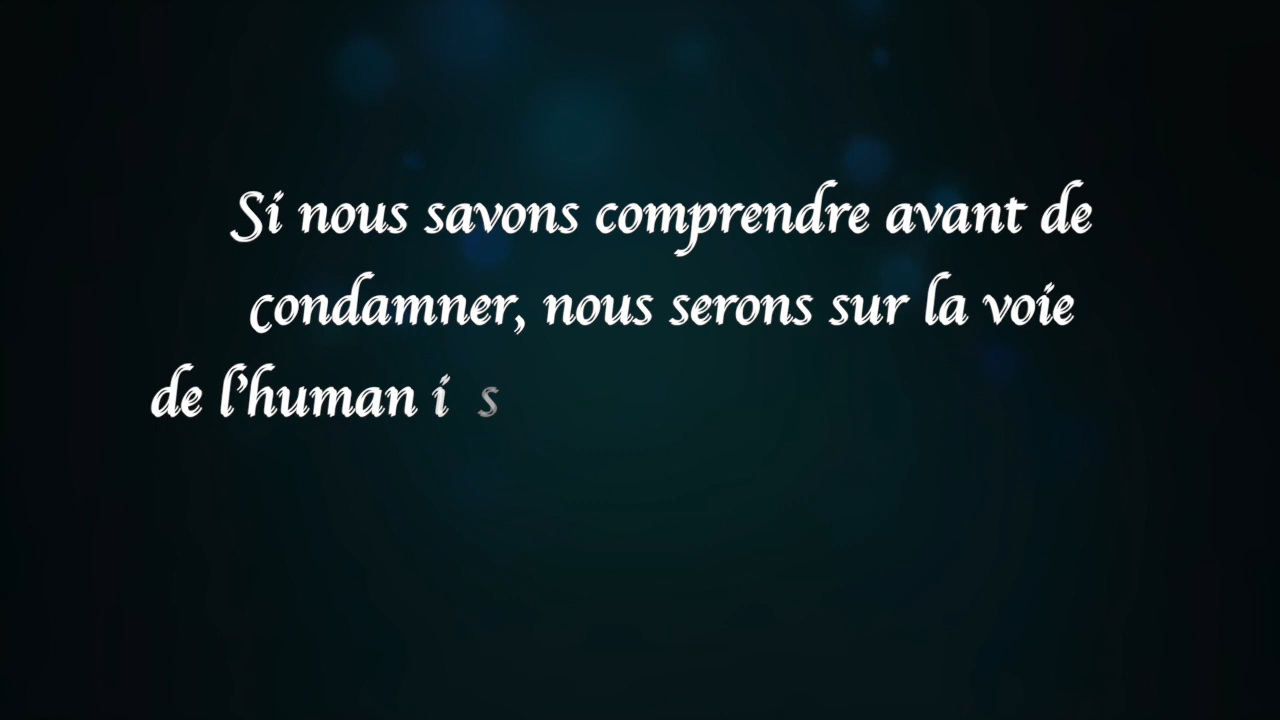 Si nous savons comprendre avant de
condamner, nous serons sur la voie
de l'humanis